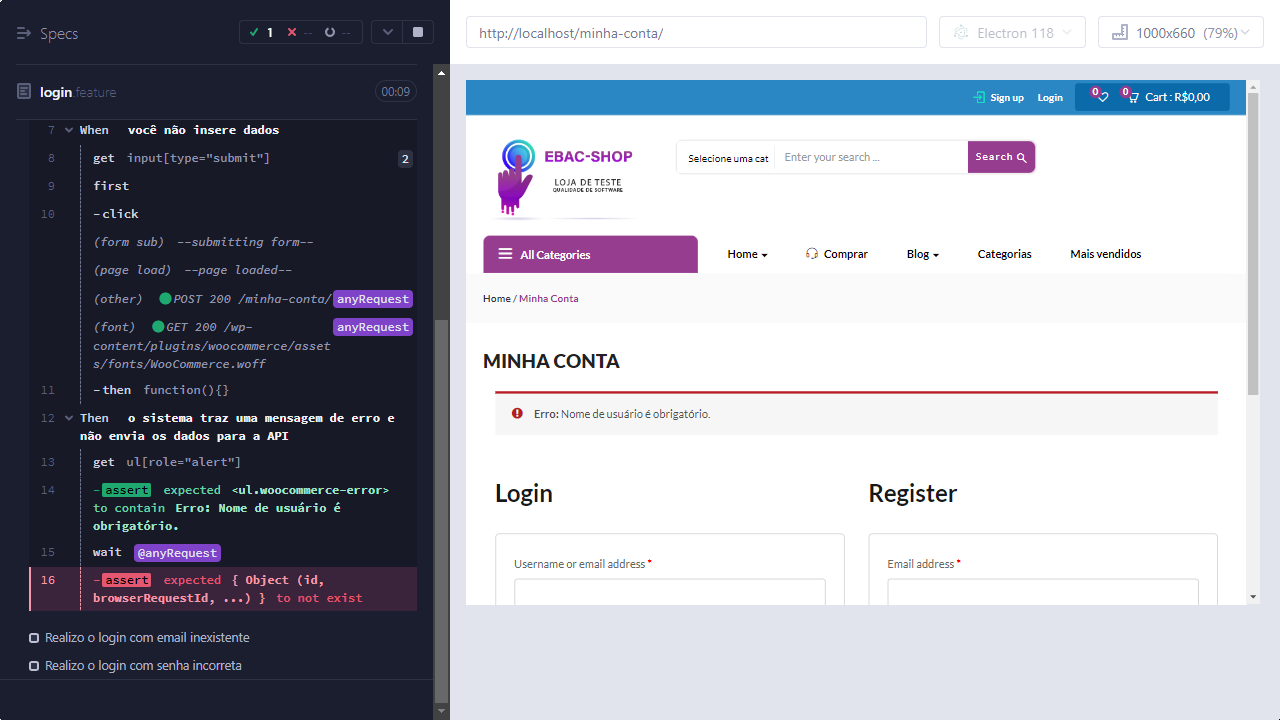 Specs
1
--
--
login.feature
00:09
7 When você não insere dados
8 get input[type="submit"] 2
9 first
10 -click
(form sub) --submitting form--
(page load) --page loaded--
(other) POST 200 /minha-conta/ anyRequest
(font) GET 200 /wp- anyRequest
content/plugins/woocommerce/asset
s/fonts/WooCommerce.woff
11 -then function(){}
12 Then o sistema traz uma mensagem de erro e
não envia os dados para a API
13 get ul[role="alert"]
14 -assert expected <ul.woocommerce-error>
to contain Erro: Nome de usuário é
obrigatório.
15 wait @anyRequest
16 -assert expected { Object (id,
browserRequestId, ...) } to not exist
Realizo o login com email inexistente
Realizo o login com senha incorreta
http://localhost/minha-conta/
Electron 118
1000x660 (79%)
Sign up Login 0 0 Cart : R$0,00
EBAC-SHOP
LOJA DE TESTE
QUALIDADE DE SOFTWARE
Selecione uma cat Enter your search ... Search
All Categories Home Comprar Blog Categorias Mais vendidos
Home / Minha Conta
MINHA CONTA
Erro: Nome de usuário é obrigatório.
Login
Username or email address *
Register
Email address *